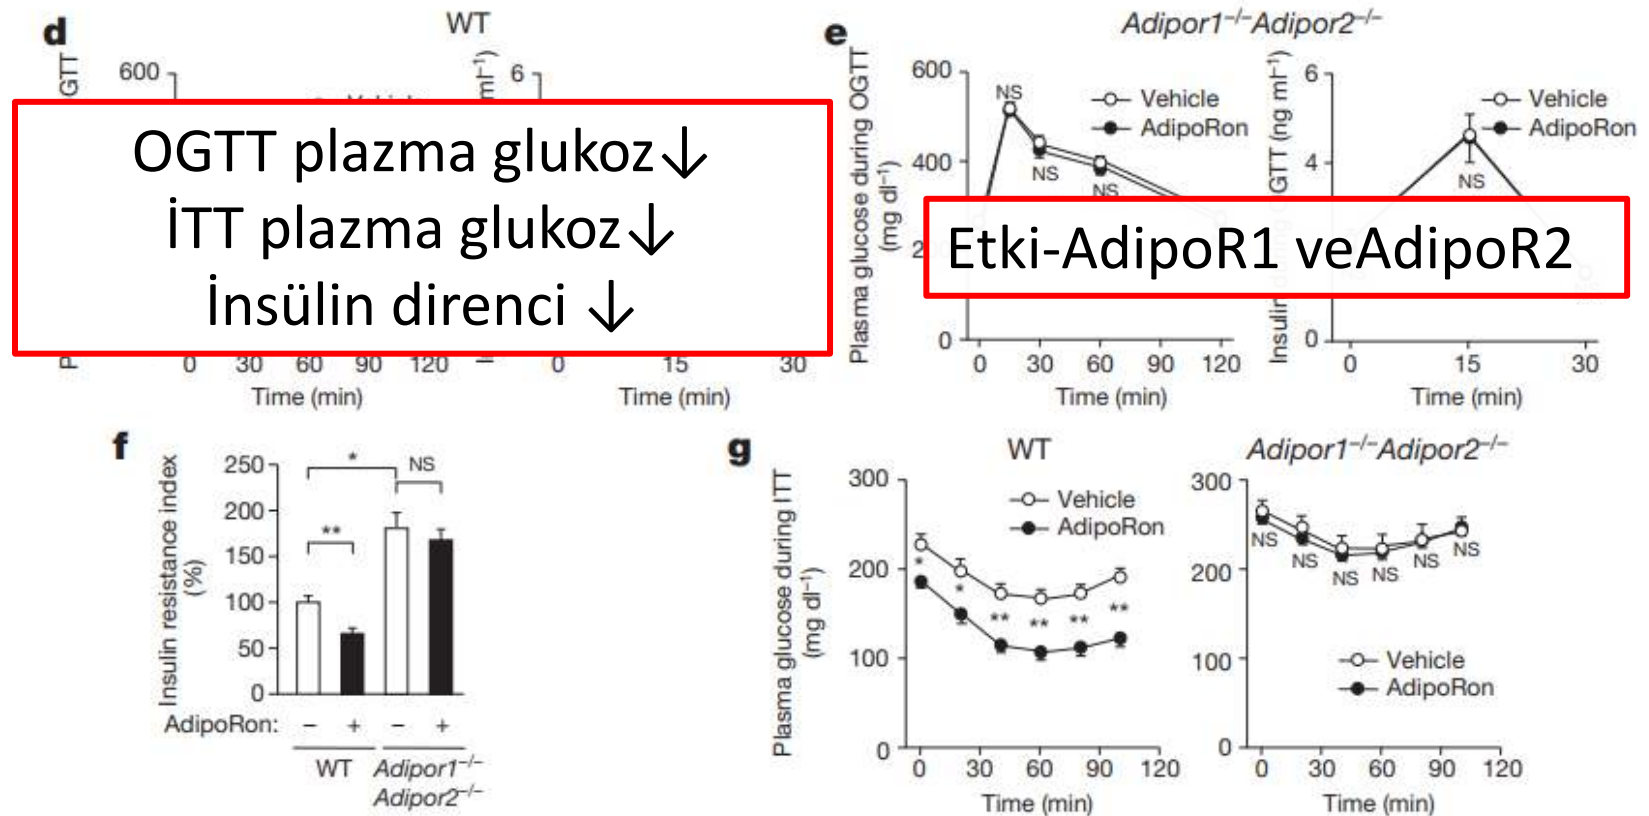 d
WT
OGTT
600
ml⁻¹)
6
OGTT plazma glukoz↓
İTT plazma glukoz↓
İnsülin direnci ↓
0 30 60 90 120
Time (min)
0 15 30
Time (min)
e
Adipor1⁻/⁻Adipor2⁻/⁻
Plasma glucose during OGTT
(mg dl⁻¹)
600
400
0
NS
NS
NS
Vehicle
AdipoRon
0 30 60 90 120
Time (min)
6
4
0
NS
Vehicle
AdipoRon
0 15 30
Time (min)
Etki-AdipoR1 veAdipoR2
f
Insulin resistance index
(%)
250
200
150
100
50
0
*
**
NS
AdipoRon: – + – +
WT
Adipor1⁻/⁻
Adipor2⁻/⁻
g
WT
Plasma glucose during ITT
(mg dl⁻¹)
300
200
100
0
Vehicle
AdipoRon
* * ** ** ** **
0 30 60 90 120
Time (min)
Adipor1⁻/⁻Adipor2⁻/⁻
300
200
100
0
NS NS NS NS NS NS
Vehicle
AdipoRon
0 30 60 90 120
Time (min)